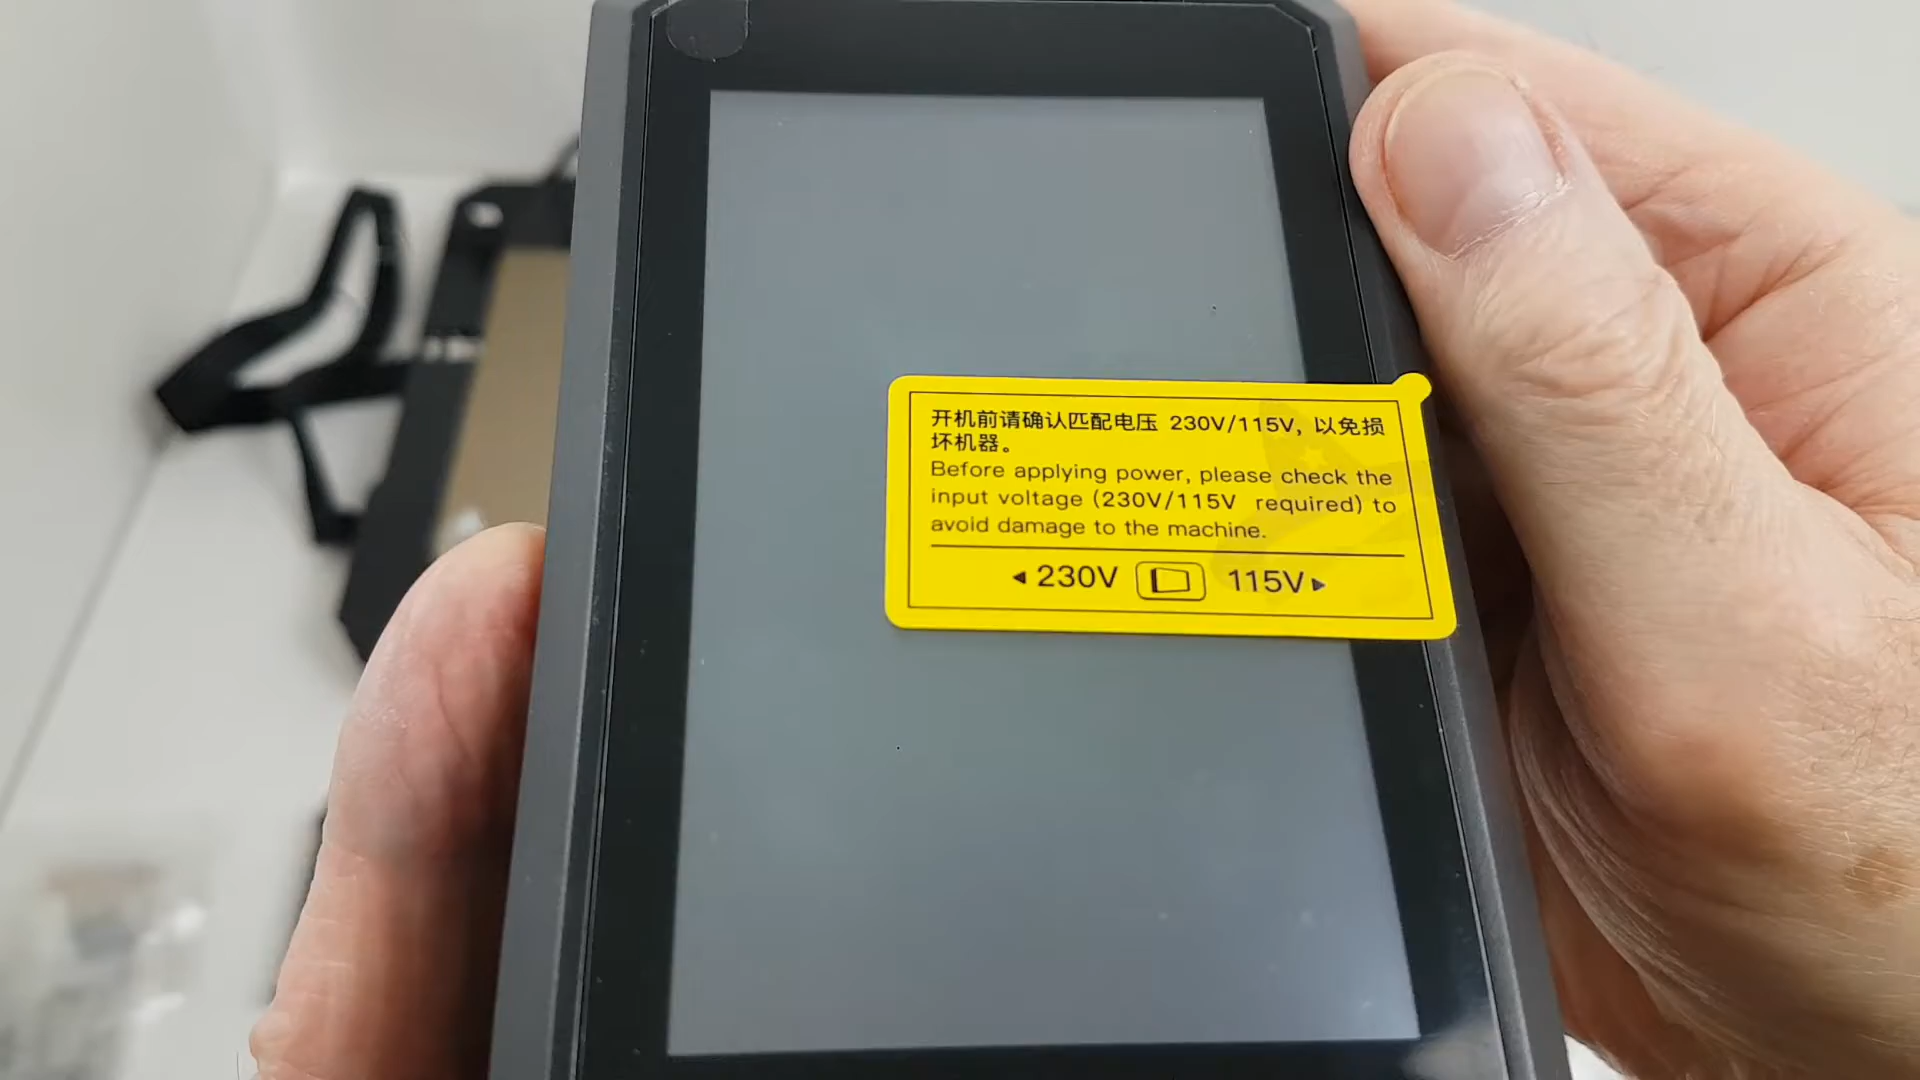 开机前请确认匹配电压 230V/115V, 以免损
坏机器。
Before applying power, please check the
input voltage (230V/115V required) to
avoid damage to the machine.
◂ 230V 115V ▸